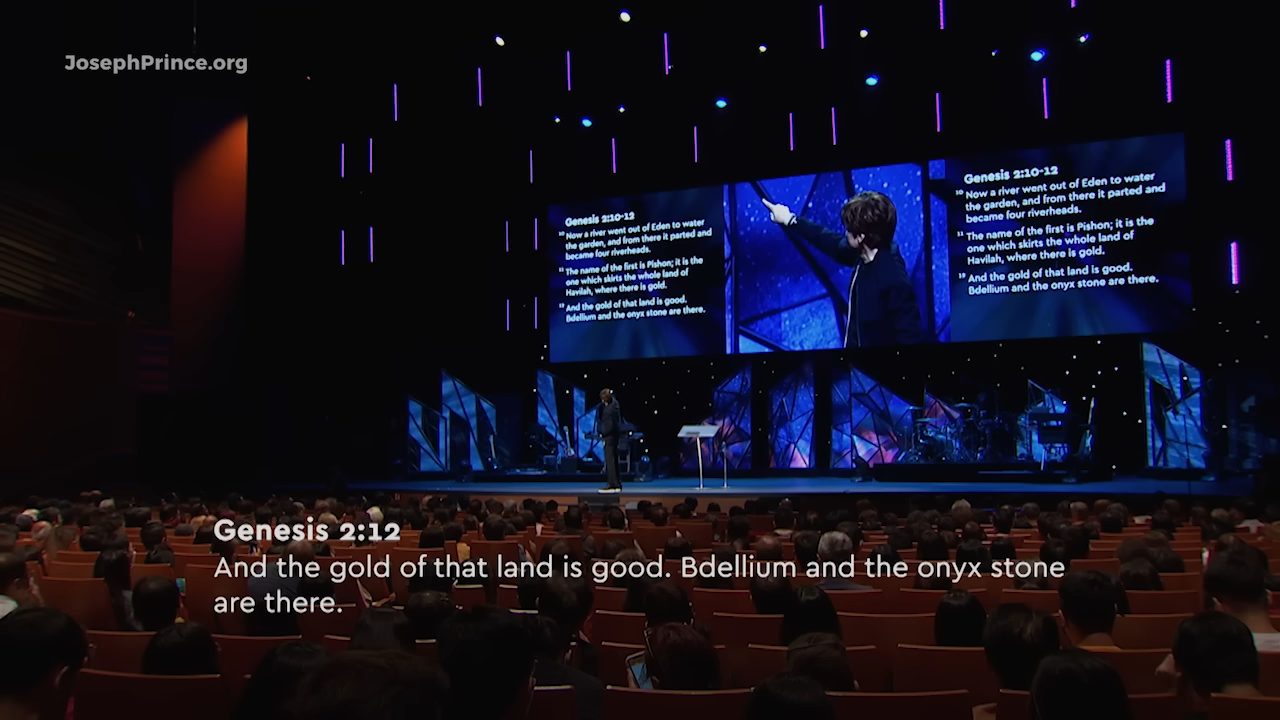 JosephPrince.org
Genesis 2:10-12
10 Now a river went out of Eden to water
the garden, and from there it parted and
became four riverheads.
11 The name of the first is Pishon; it is the
one which skirts the whole land of
Havilah, where there is gold.
12 And the gold of that land is good.
Bdellium and the onyx stone are there.
Genesis 2:10-12
10 Now a river went out of Eden to water
the garden, and from there it parted and
became four riverheads.
11 The name of the first is Pishon; it is the
one which skirts the whole land of
Havilah, where there is gold.
12 And the gold of that land is good.
Bdellium and the onyx stone are there.
Genesis 2:12
And the gold of that land is good. Bdellium and the onyx stone
are there.